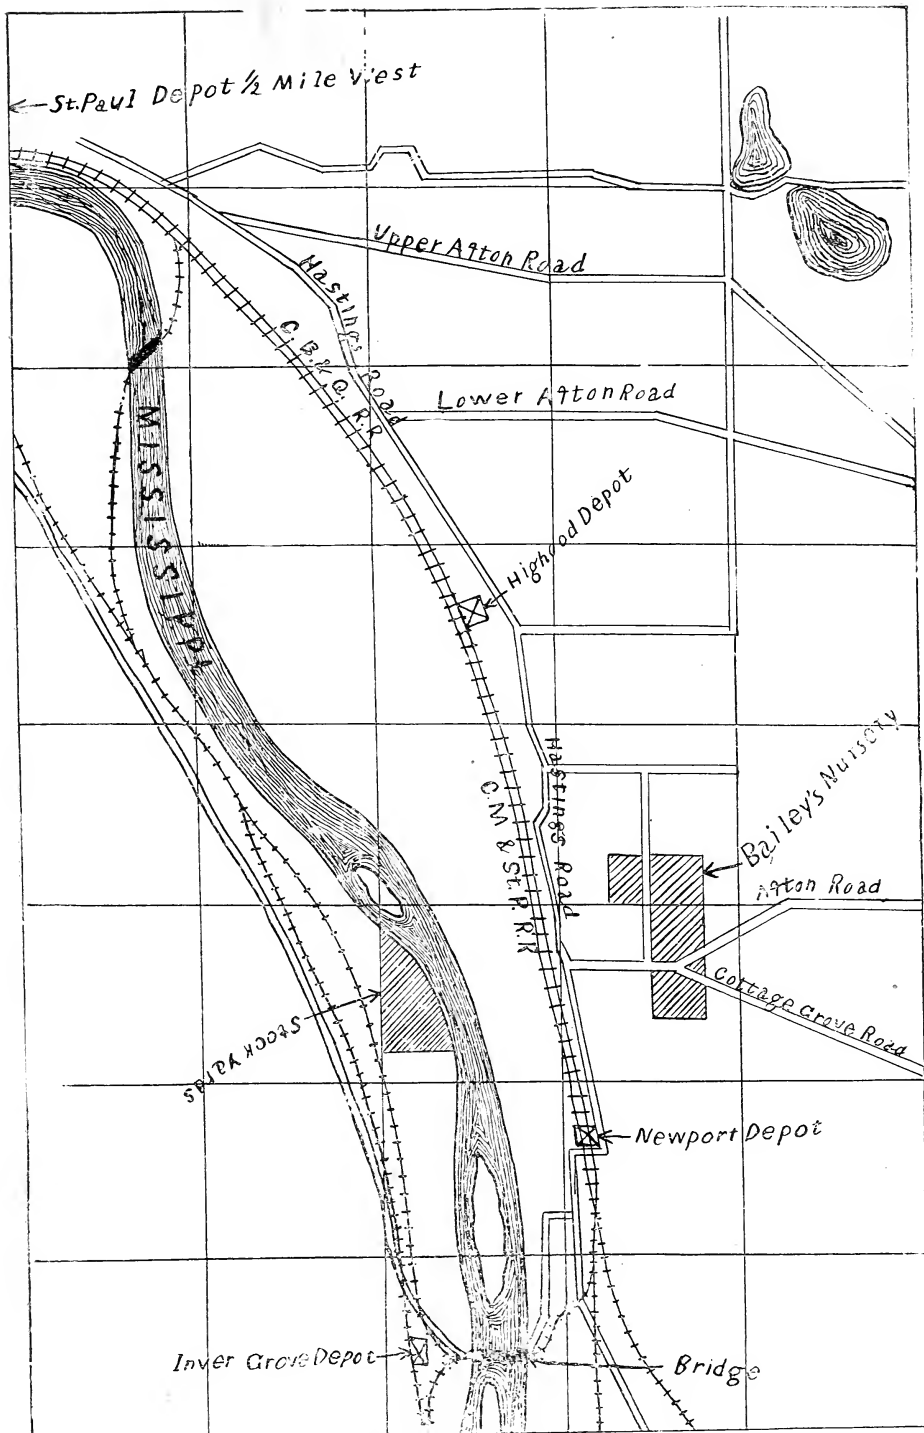 St. Paul Depot ½ Mile West
Upper Afton Road
Hastings Road
C. B. & Q. R.R
Lower Afton Road
MISSISSIPPI
Highood Depot
Hastings Road
C. M & St. P. R.R
Bailey's Nursery
Afton Road
Cottage Grove Road
Stock Yards
Newport Depot
Inver Grove Depot
Bridge